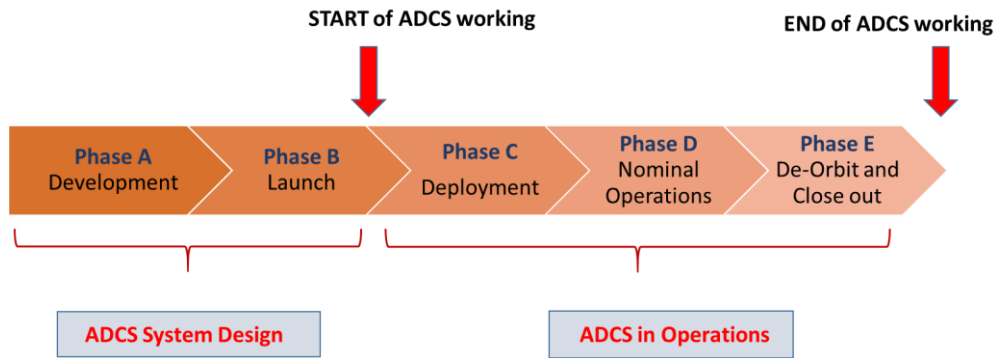 START of ADCS working
END of ADCS working
Phase A
Development
Phase B
Launch
Phase C
Deployment
Phase D
Nominal
Operations
Phase E
De-Orbit and
Close out
ADCS System Design
ADCS in Operations